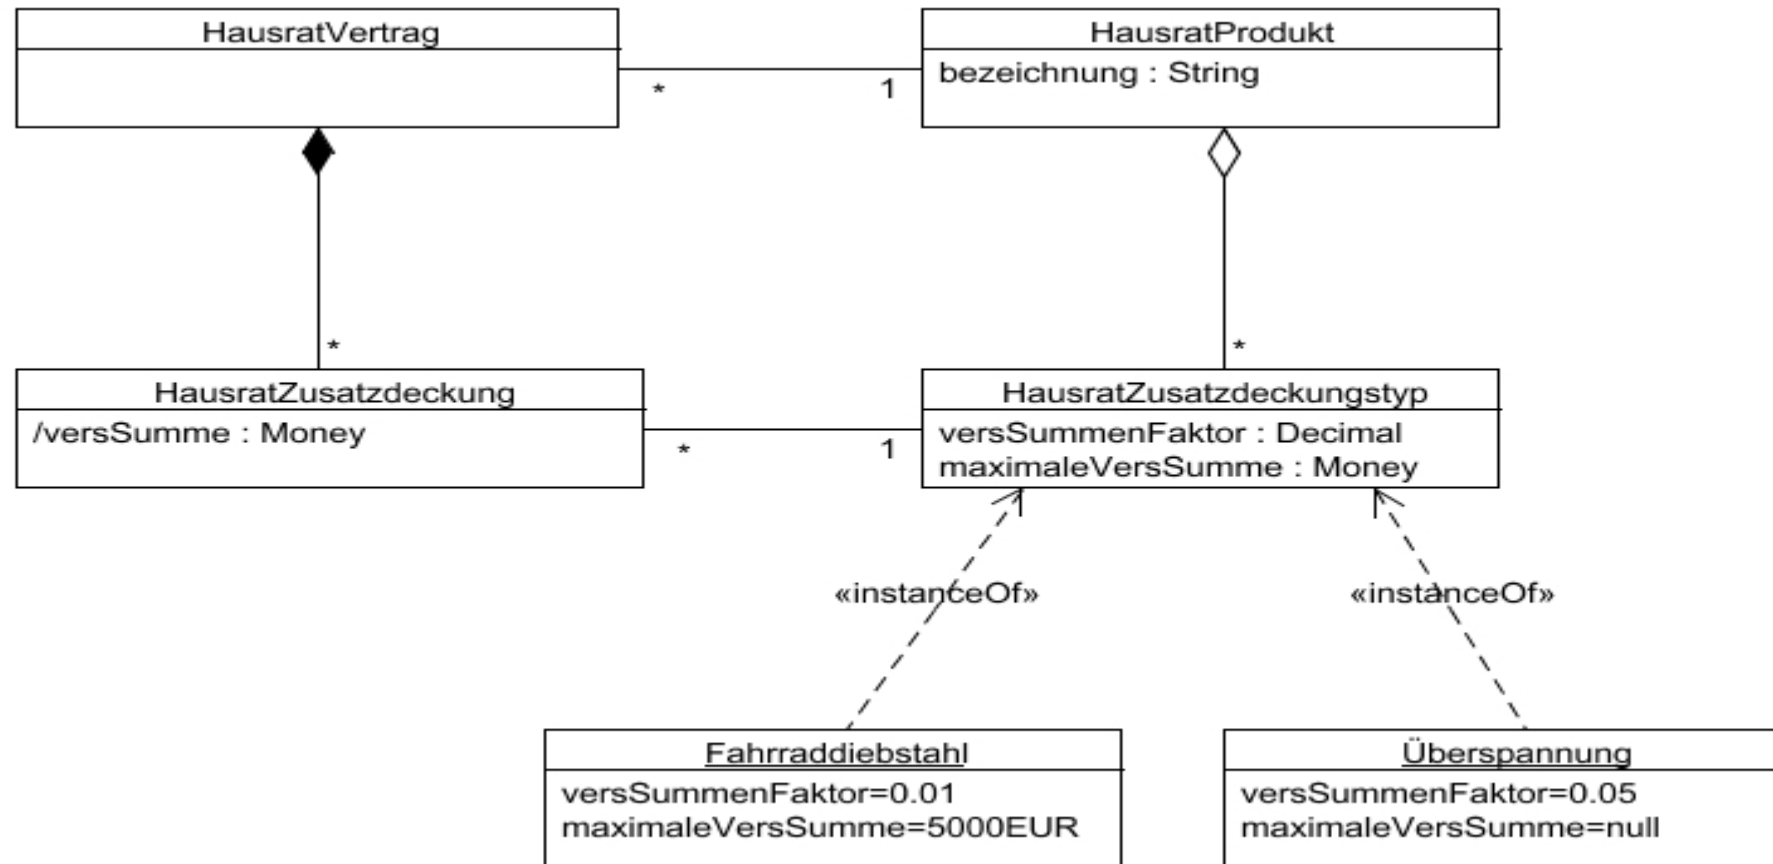 HausratVertrag
HausratProdukt
bezeichnung : String
*
1
*
*
HausratZusatzdeckung
/versSumme : Money
HausratZusatzdeckungstyp
versSummenFaktor : Decimal
maximaleVersSumme : Money
*
1
«instanceOf»
«instanceOf»
Fahrraddiebstahl
versSummenFaktor=0.01
maximaleVersSumme=5000EUR
Überspannung
versSummenFaktor=0.05
maximaleVersSumme=null